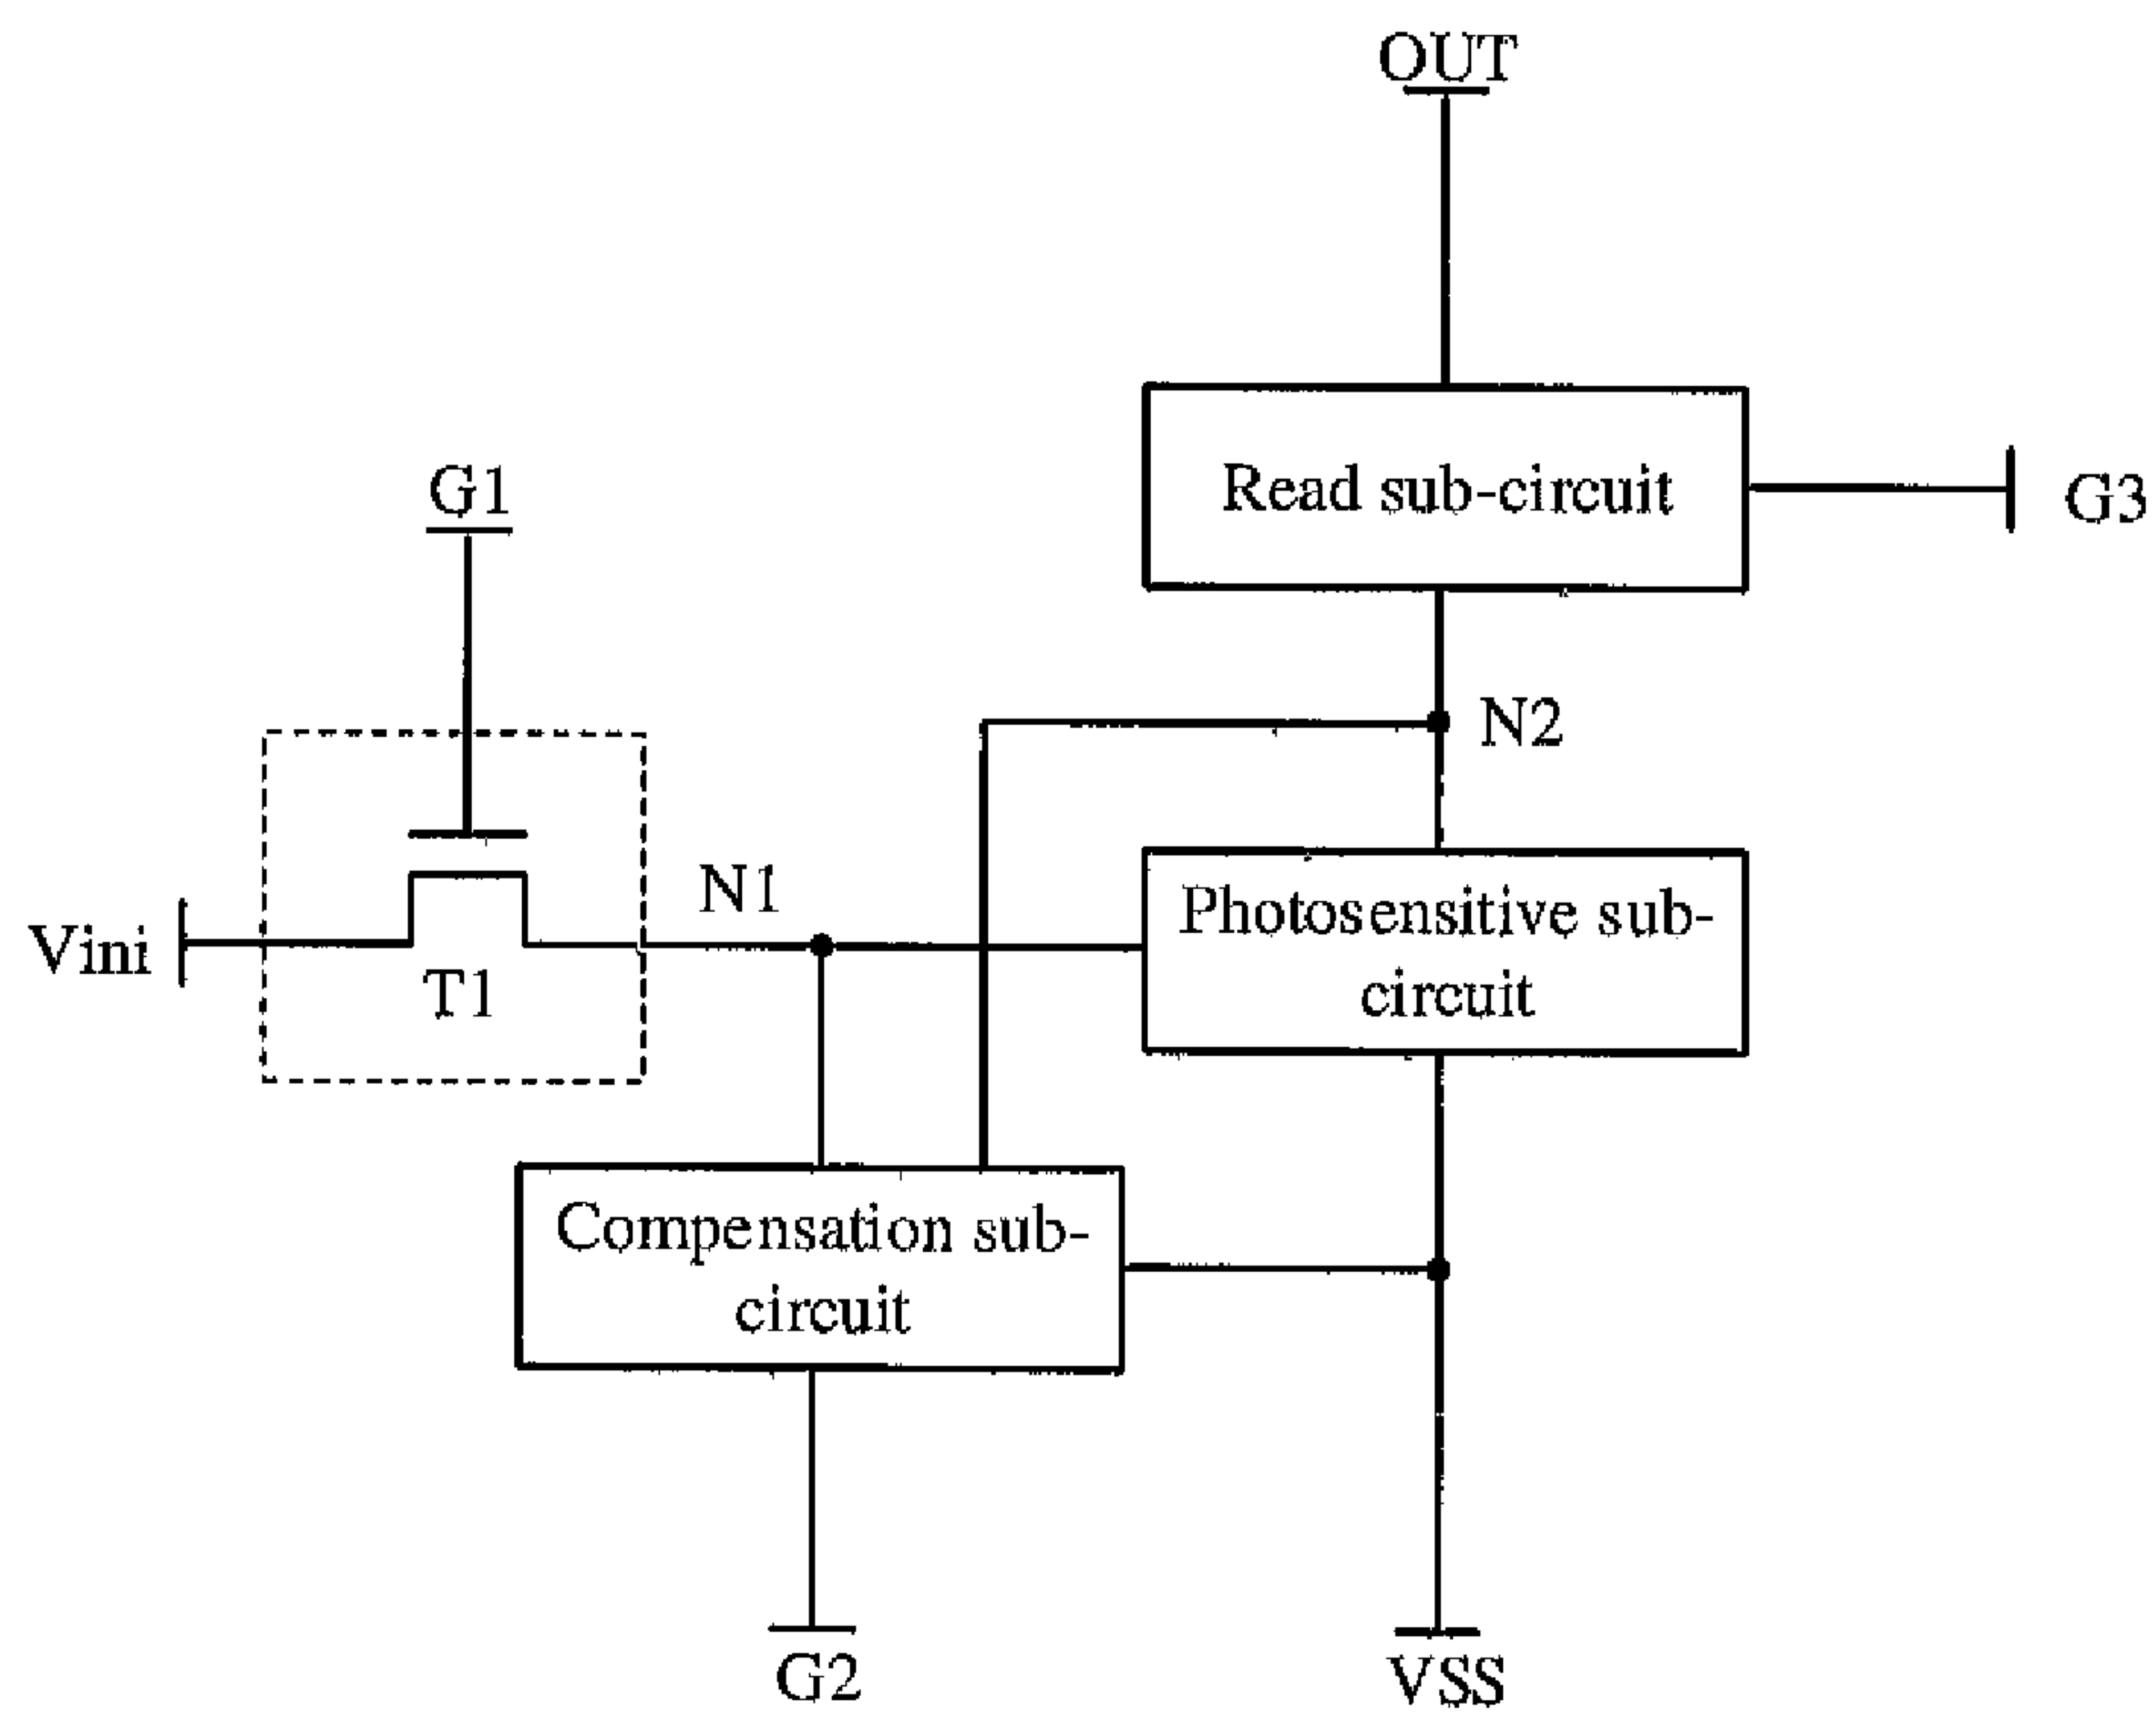 OUT
G1
Read sub-circuit
G3
N2
N1
Photosensitive sub-
circuit
Vini
T1
Compensation sub-
circuit
G2
VSS